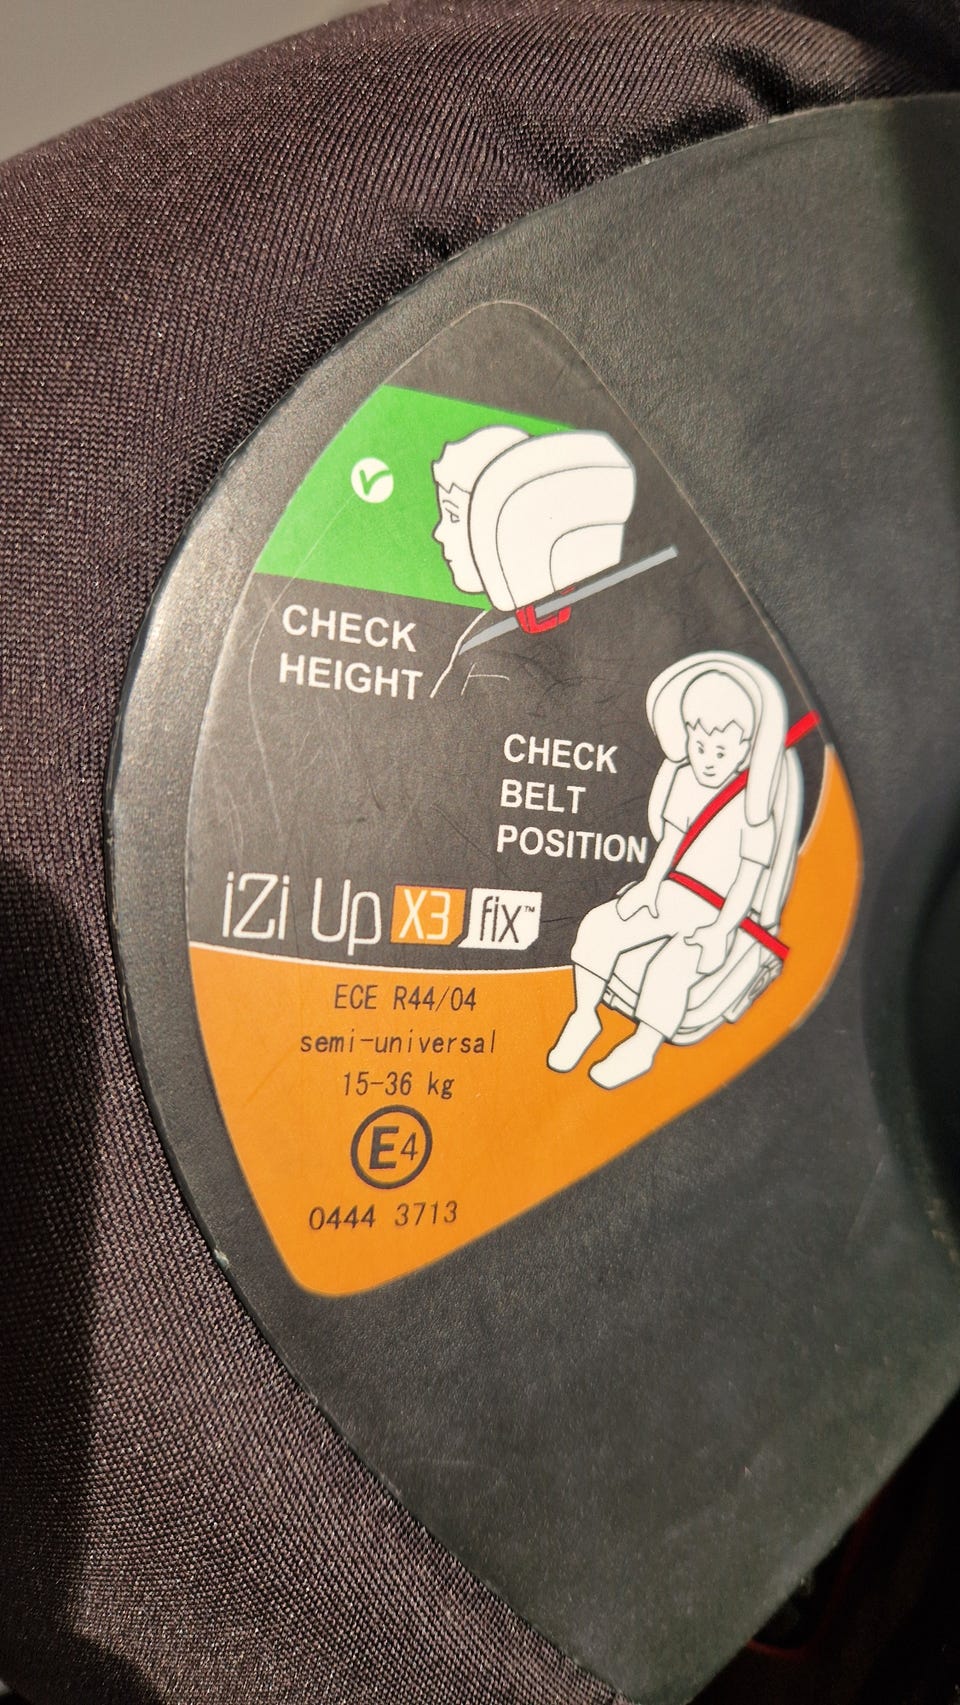 CHECK
HEIGHT
CHECK
BELT
POSITION
iZi Up X3 fix™
ECE R44/04
semi-universal
15-36 kg
E4
0444 3713